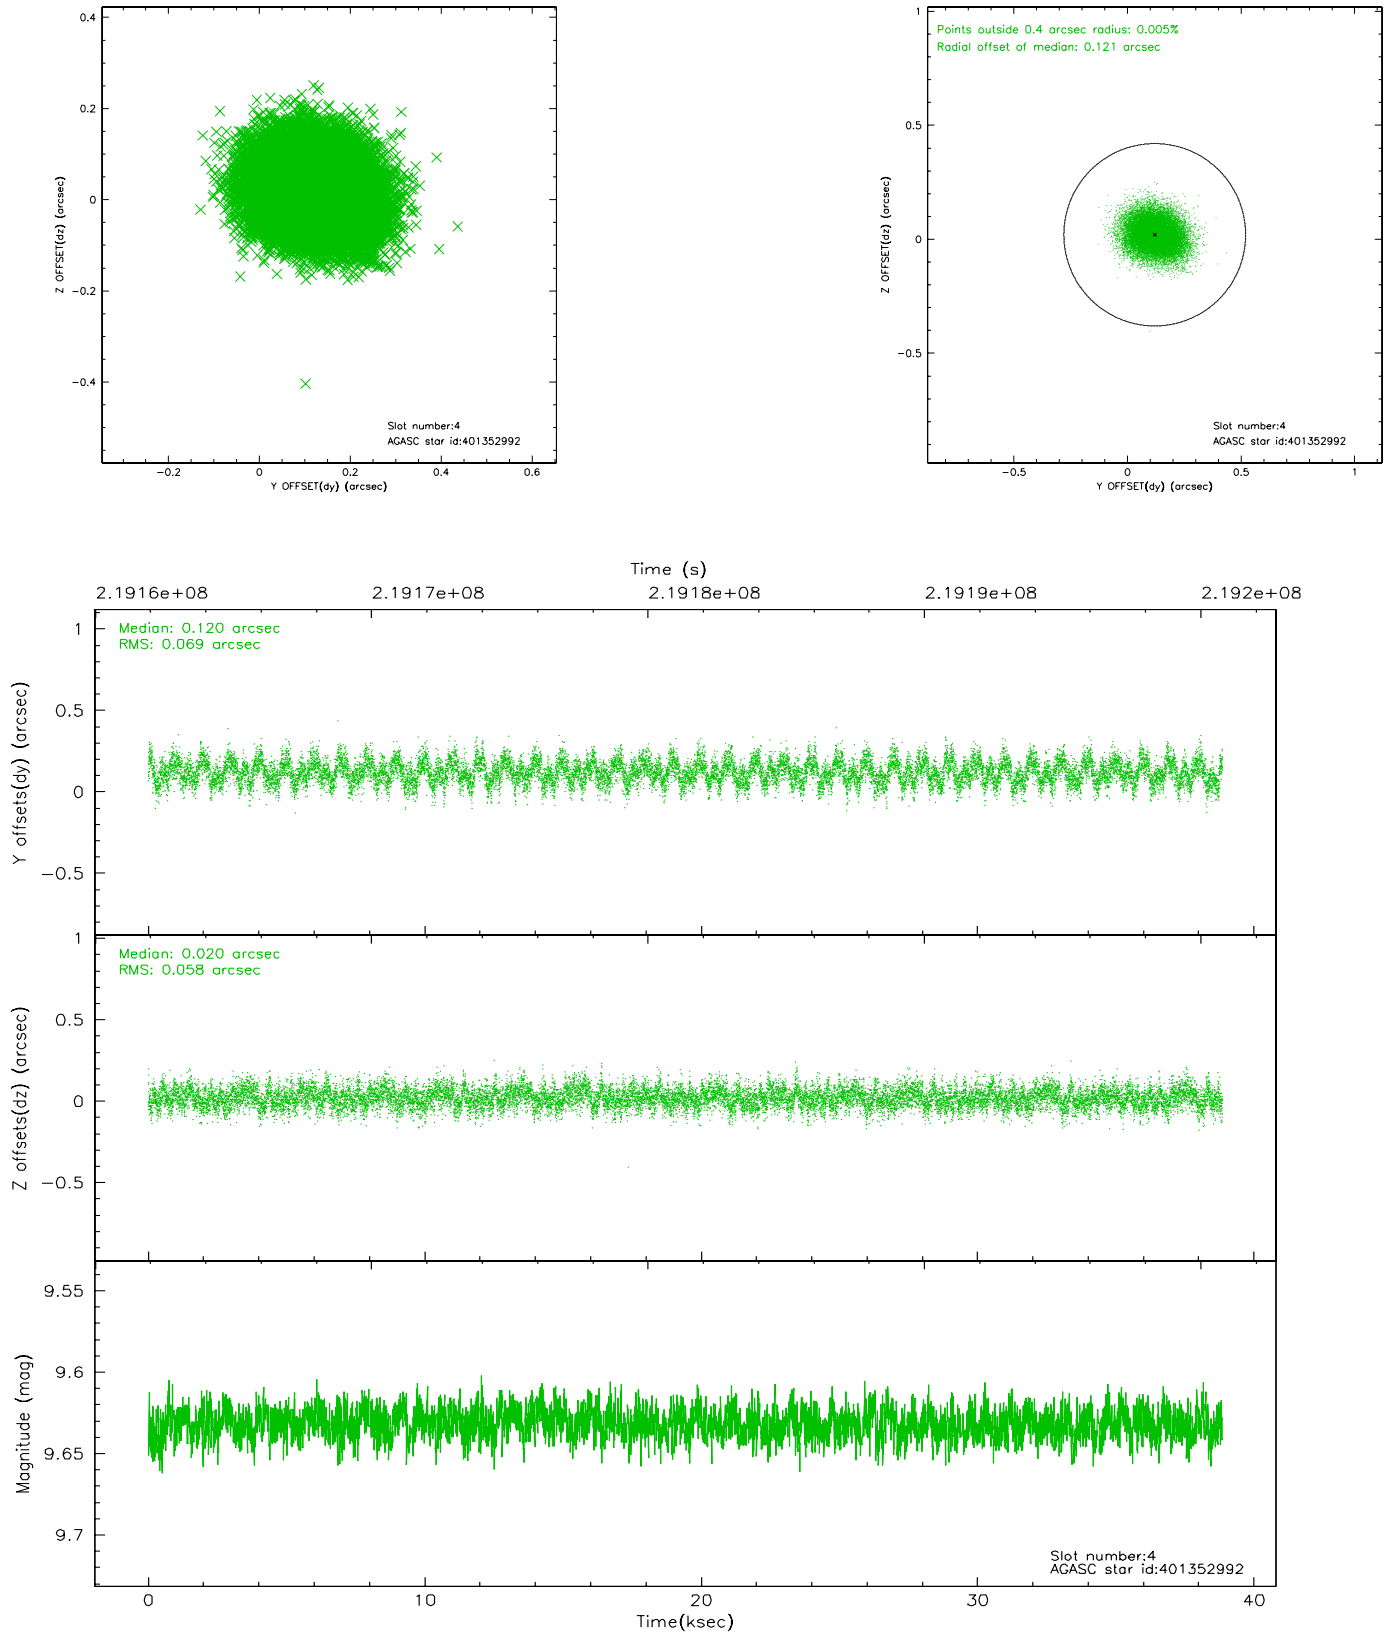 0.4
0.2
0
−0.2
−0.4
Z OFFSET(dz) (arcsec)
Slot number:4
AGASC star id:401352992
−0.2 0 0.2 0.4 0.6
Y OFFSET(dy) (arcsec)
Points outside 0.4 arcsec radius: 0.005%
Radial offset of median: 0.121 arcsec
1
0.5
0
−0.5
Z OFFSET(dz) (arcsec)
Slot number:4
AGASC star id:401352992
−0.5 0 0.5 1
Y OFFSET(dy) (arcsec)
Time (s)
2.1916e+08 2.1917e+08 2.1918e+08 2.1919e+08 2.192e+08
Median: 0.120 arcsec
RMS: 0.069 arcsec
1
0.5
0
−0.5
Y offsets(dy) (arcsec)
Median: 0.020 arcsec
RMS: 0.058 arcsec
1
0.5
0
−0.5
Z offsets(dz) (arcsec)
9.55
9.6
9.65
9.7
Magnitude (mag)
Slot number:4
AGASC star id:401352992
0 10 20 30 40
Time(ksec)